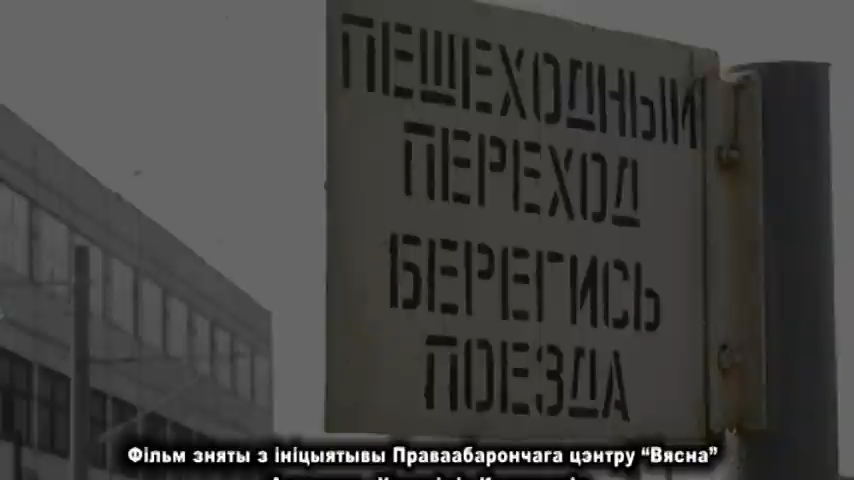 ПЕШЕХОДНЫЙ
ПЕРЕХОД
БЕРЕГИСЬ
ПОЕЗДА
Фільм зняты з ініцыятывы Праваабарончага цэнтру “Вясна”